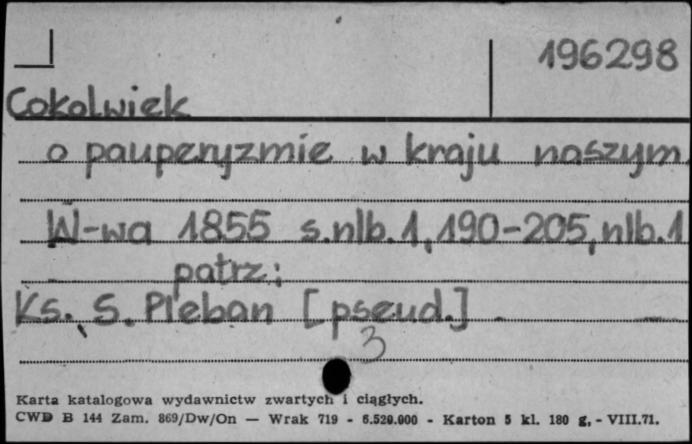 196298
Cokolwiek
o pauperyzmie w kraju naszym.
W-wa 1855 s.nlb.1, 190-205, nlb.1
patrz:
Ks. S. Pleban [pseud.]
3
Karta katalogowa wydawnictw zwartych i ciągłych.
CWD B 144 Zam. 869/Dw/On — Wrak 719 - 6.520.000 - Karton 5 kl. 180 g, - VIII.71.